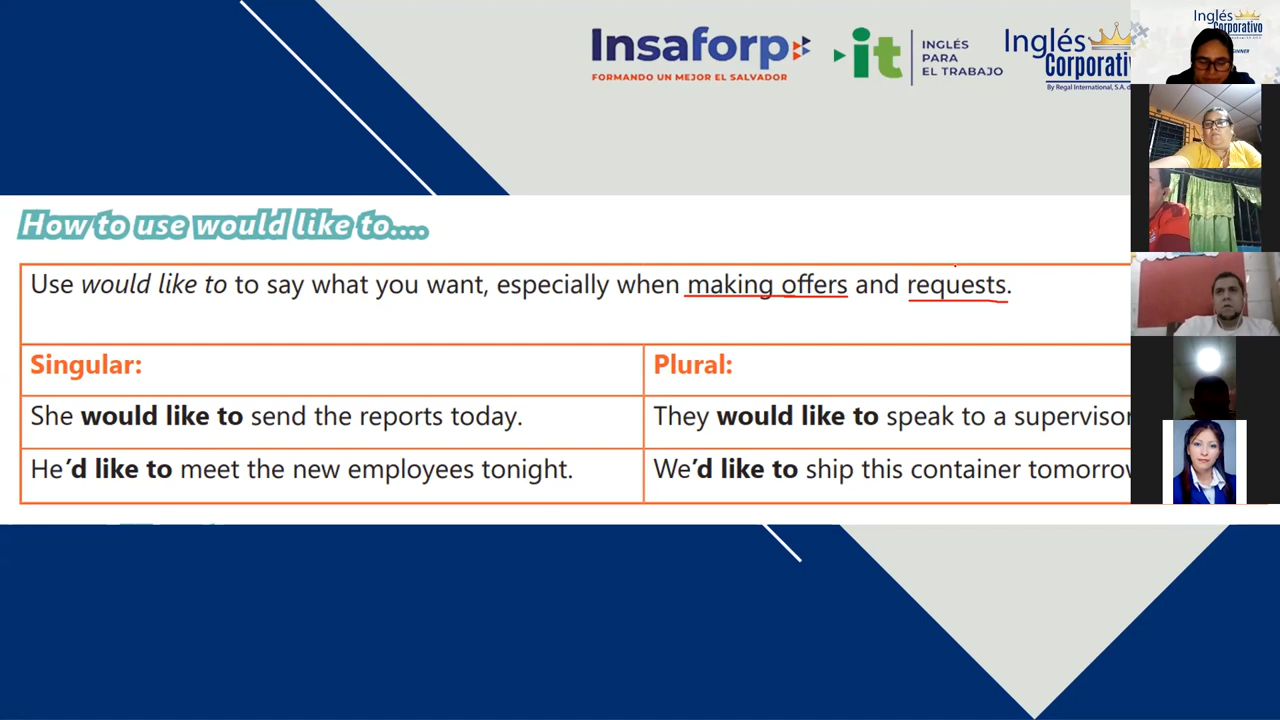 Insaforp
FORMANDO UN MEJOR EL SALVADOR
it
INGLÉS
PARA
EL TRABAJO
Inglés
Corporati
By Regal International, S.A. d
Inglés
Corporativo
How to use would like to....
Use would like to to say what you want, especially when making offers and requests.
Singular:
Plural:
She would like to send the reports today.
They would like to speak to a supervisor
He'd like to meet the new employees tonight.
We'd like to ship this container tomorrow